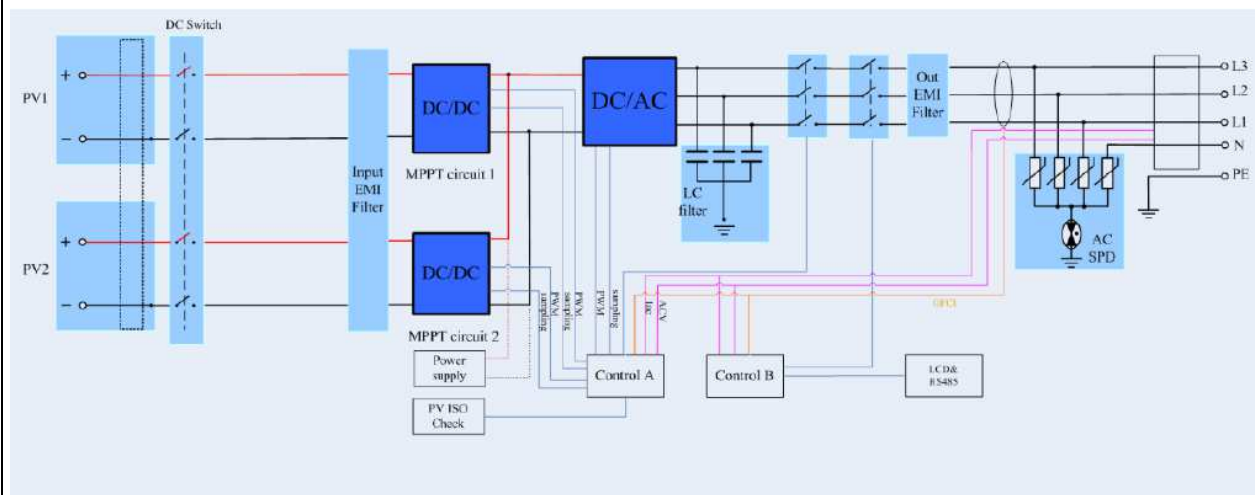 DC Switch
PV1
+
−
PV2
+
−
Input
EMI
Filter
DC/DC
MPPT circuit 1
DC/DC
MPPT circuit 2
DC/AC
LC
filter
Out
EMI
Filter
L3
L2
L1
N
PE
AC
SPD
sampling
PWM
sampling
PWM
PWM
sampling
Iac
ACV
GFCI
Power
supply
PV ISO
Check
Control A
Control B
LCD&
RS485